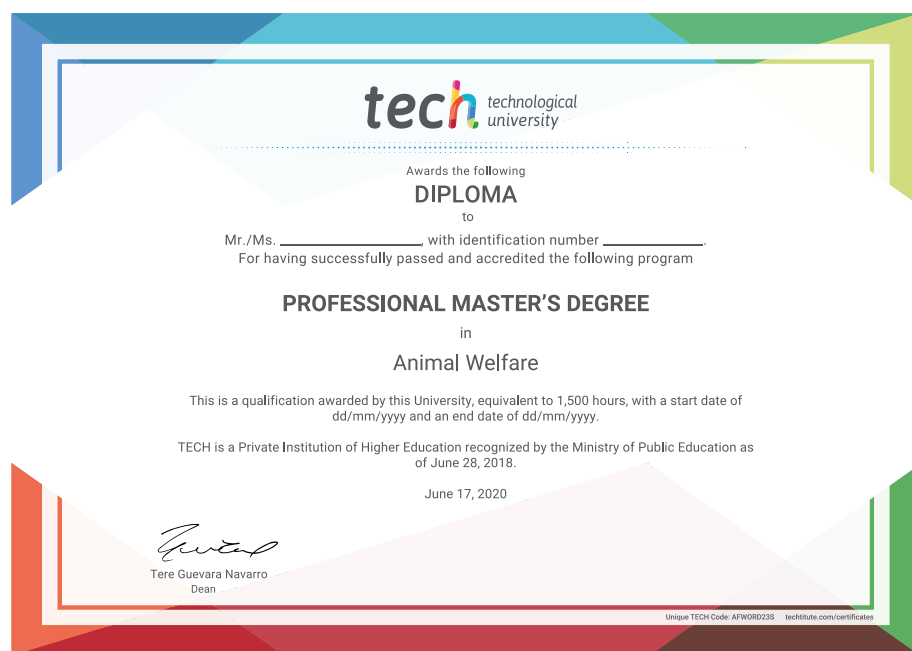 tech technological
university
Awards the following
DIPLOMA
to
Mr./Ms. ____________________, with identification number ______________.
For having successfully passed and accredited the following program
PROFESSIONAL MASTER'S DEGREE
in
Animal Welfare
This is a qualification awarded by this University, equivalent to 1,500 hours, with a start date of
dd/mm/yyyy and an end date of dd/mm/yyyy.
TECH is a Private Institution of Higher Education recognized by the Ministry of Public Education as
of June 28, 2018.
June 17, 2020
Tere Guevara Navarro
Dean
Unique TECH Code: AFWORD23S techtitute.com/certificates